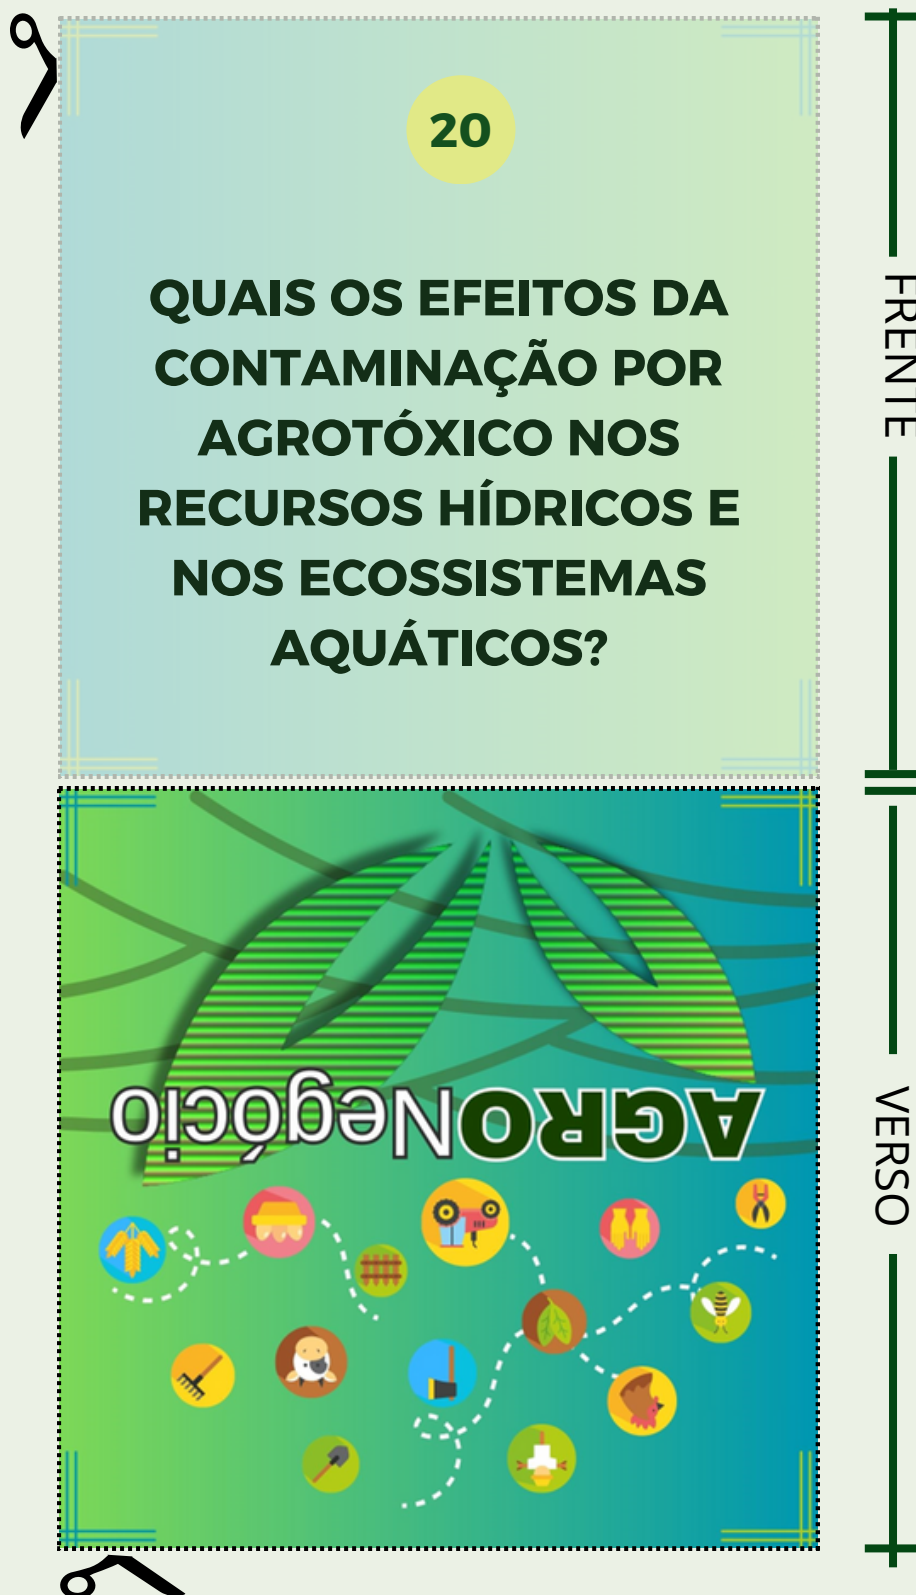 20
QUAIS OS EFEITOS DA
CONTAMINAÇÃO POR
AGROTÓXICO NOS
RECURSOS HÍDRICOS E
NOS ECOSSISTEMAS
AQUÁTICOS?
FRENTE
AGRONegócio
VERSO